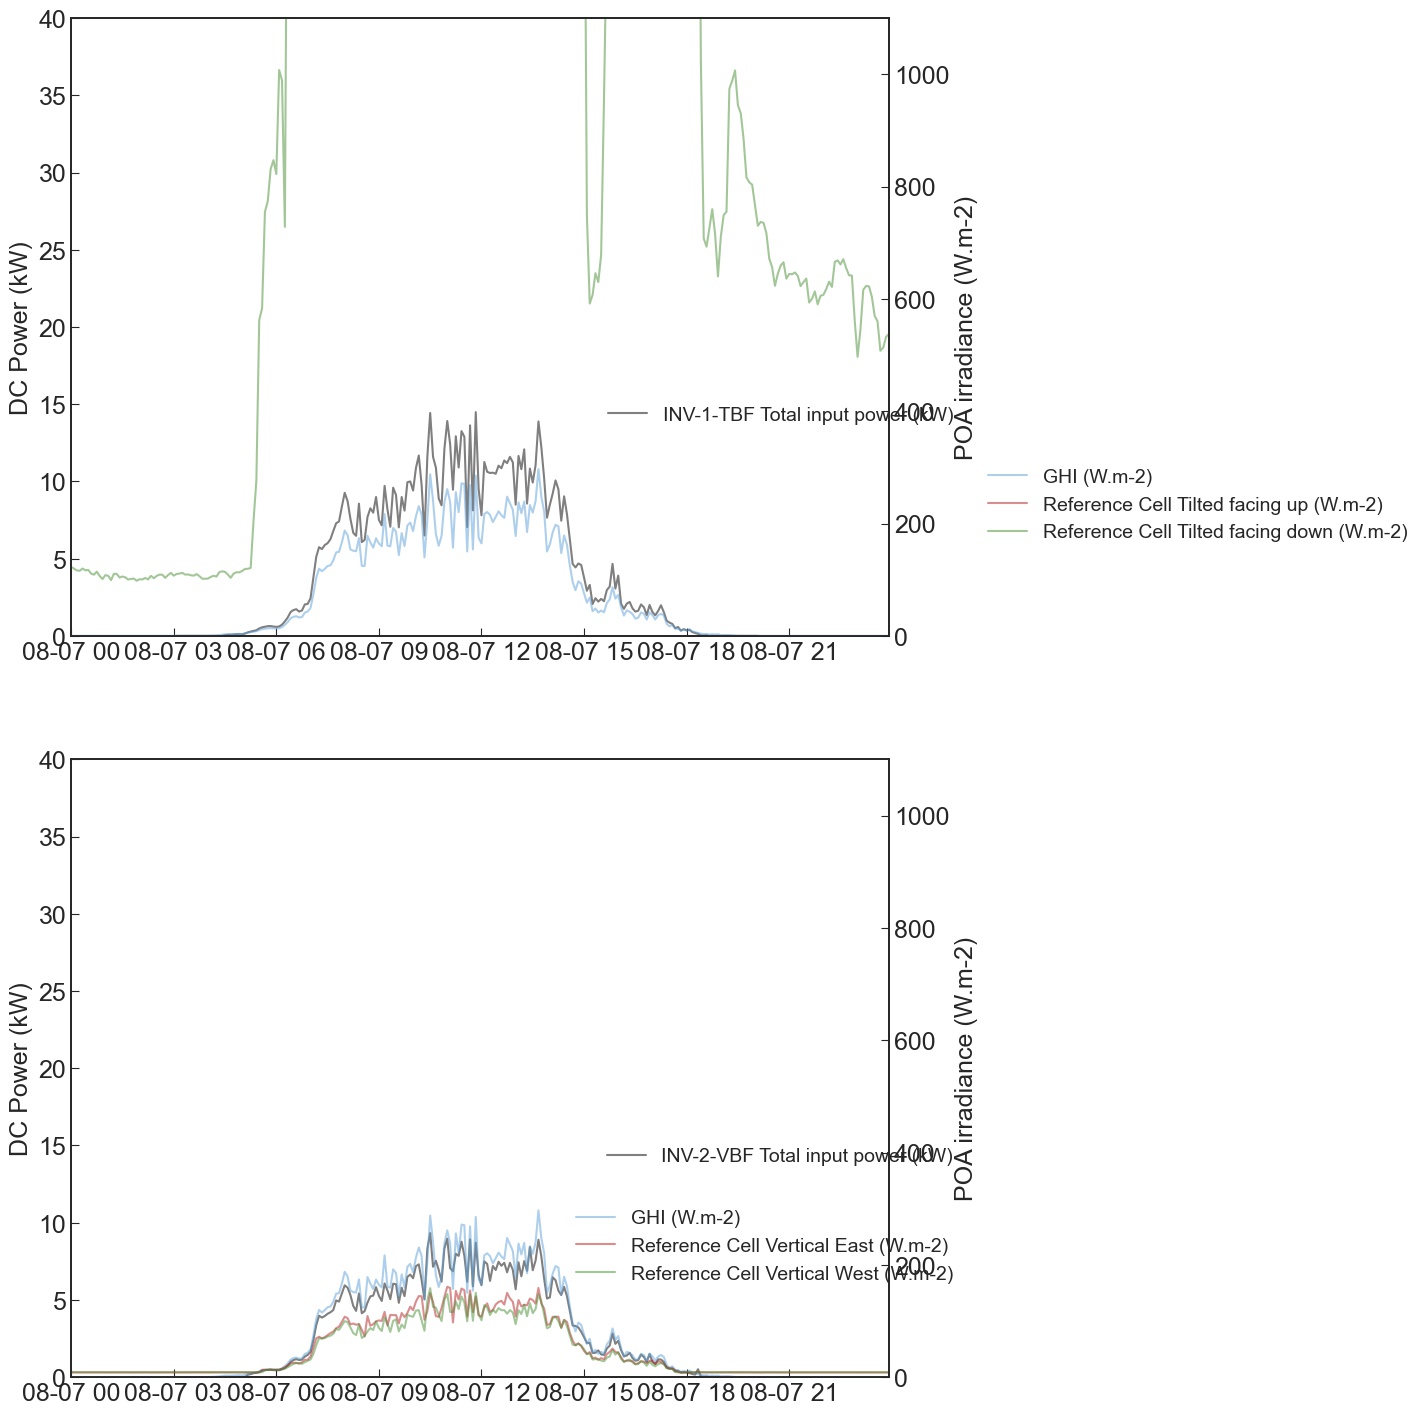 40
35
30
25
20
15
10
5
0
DC Power (kW)
1000
800
600
400
200
0
POA irradiance (W.m-2)
INV-1-TBF Total input power (kW)
GHI (W.m-2)
Reference Cell Tilted facing up (W.m-2)
Reference Cell Tilted facing down (W.m-2)
08-07 00 08-07 03 08-07 06 08-07 09 08-07 12 08-07 15 08-07 18 08-07 21
40
35
30
25
20
15
10
5
0
DC Power (kW)
1000
800
600
400
200
0
POA irradiance (W.m-2)
INV-2-VBF Total input power (kW)
GHI (W.m-2)
Reference Cell Vertical East (W.m-2)
Reference Cell Vertical West (W.m-2)
08-07 00 08-07 03 08-07 06 08-07 09 08-07 12 08-07 15 08-07 18 08-07 21